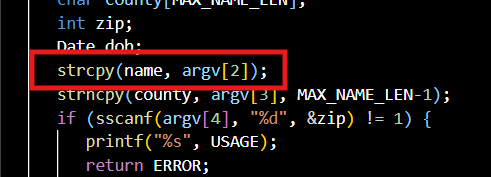 char county[MAX_NAME_LEN];
int zip;
Date dob;
strcpy(name, argv[2]);
strncpy(county, argv[3], MAX_NAME_LEN-1);
if (sscanf(argv[4], "%d", &zip) != 1) {
printf("%s", USAGE);
return ERROR;